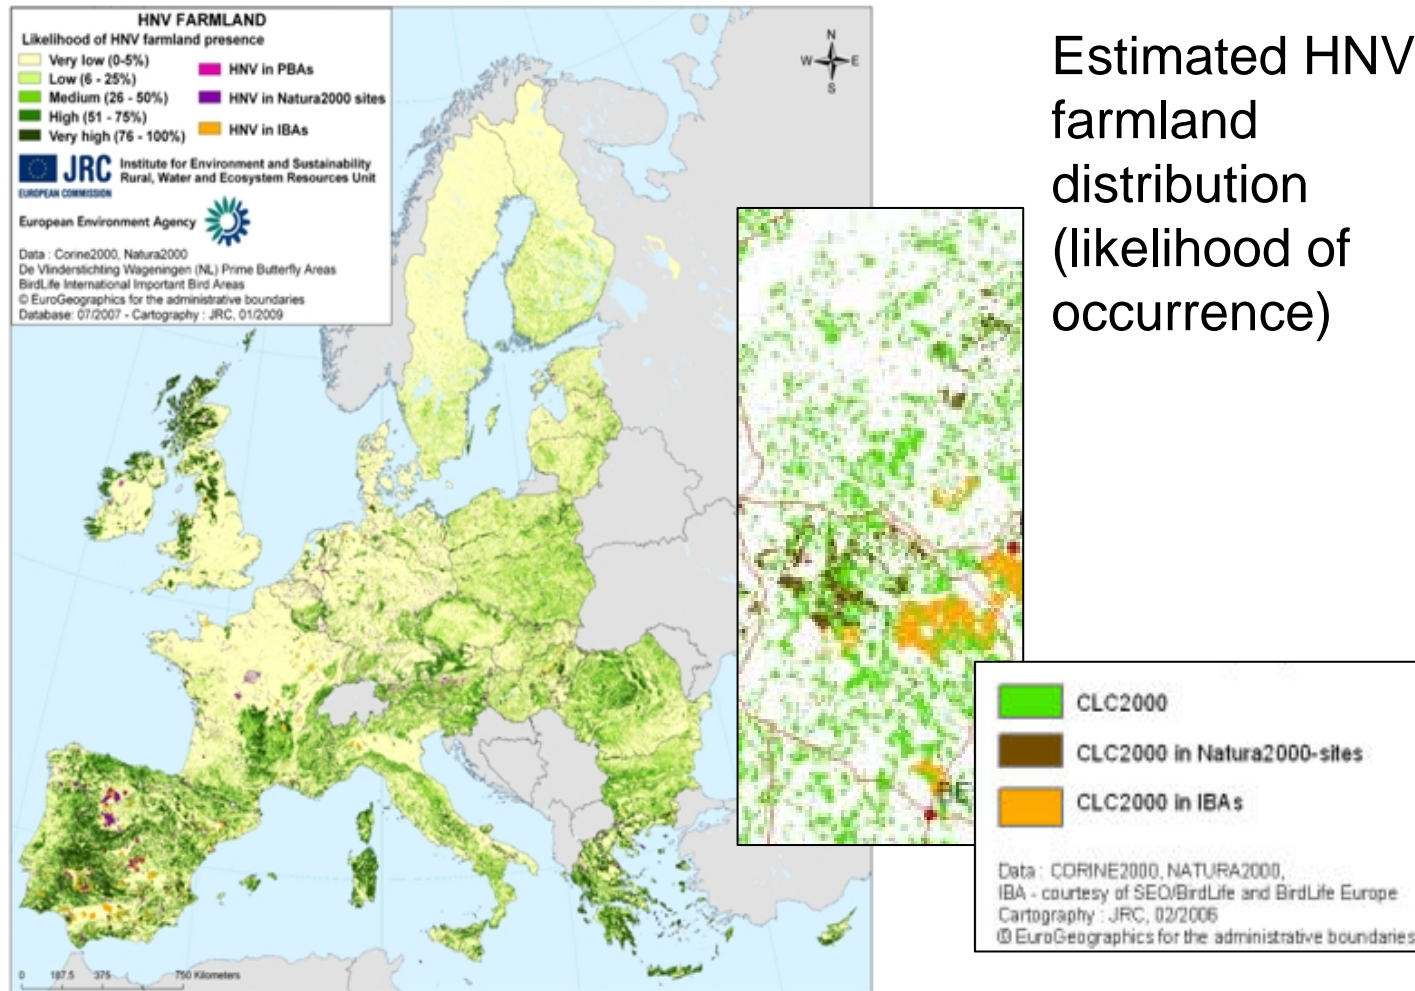 HNV FARMLAND
Likelihood of HNV farmland presence
Very low (0-5%)
Low (6 - 25%)
Medium (26 - 50%)
High (51 - 75%)
Very high (76 - 100%)
HNV in PBAs
HNV in Natura2000 sites
HNV in IBAs
JRC
EUROPEAN COMMISSION
Institute for Environment and Sustainability
Rural, Water and Ecosystem Resources Unit
European Environment Agency
Data : Corine2000, Natura2000
De Vlinderstichting Wageningen (NL) Prime Butterfly Areas
BirdLife International Important Bird Areas
© EuroGeographics for the administrative boundaries
Database: 07/2007 - Cartography : JRC, 01/2009
N
W E
S
0 187.5 375 750 Kilometers
Estimated HNV
farmland
distribution
(likelihood of
occurrence)
CLC2000
CLC2000 in Natura2000-sites
CLC2000 in IBAs
Data : CORINE2000, NATURA2000,
IBA - courtesy of SEO/BirdLife and BirdLife Europe
Cartography : JRC, 02/2006
© EuroGeographics for the administrative boundaries